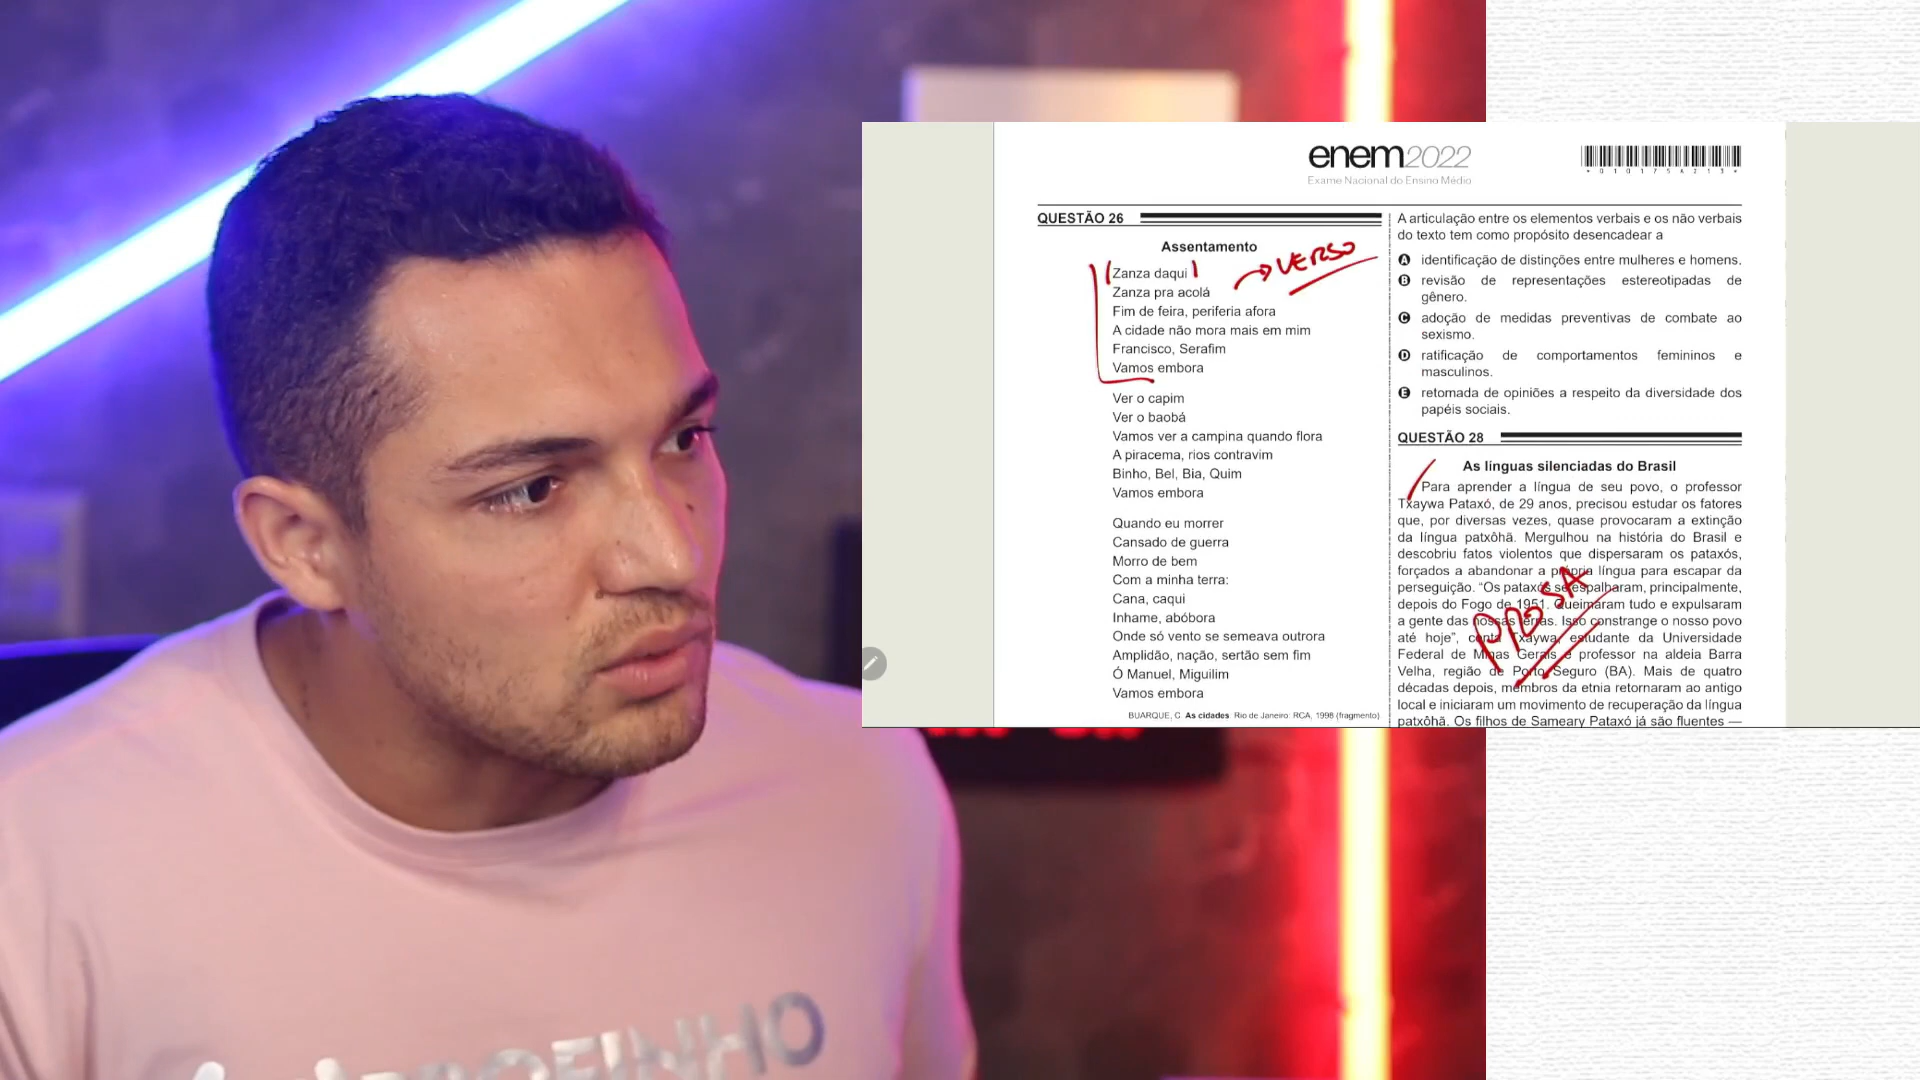 enem2022
Exame Nacional do Ensino Médio
*010175A213*
QUESTÃO 26
Assentamento
Zanza daqui
Zanza pra acolá
Fim de feira, periferia afora
A cidade não mora mais em mim
Francisco, Serafim
Vamos embora
VERSO
Ver o capim
Ver o baobá
Vamos ver a campina quando flora
A piracema, rios contravim
Binho, Bel, Bia, Quim
Vamos embora
Quando eu morrer
Cansado de guerra
Morro de bem
Com a minha terra:
Cana, caqui
Inhame, abóbora
Onde só vento se semeava outrora
Amplidão, nação, sertão sem fim
Ó Manuel, Miguilim
Vamos embora
BUARQUE, C. As cidades. Rio de Janeiro: RCA, 1998 (fragmento)
A articulação entre os elementos verbais e os não verbais
do texto tem como propósito desencadear a
A identificação de distinções entre mulheres e homens.
B revisão de representações estereotipadas de
gênero.
C adoção de medidas preventivas de combate ao
sexismo.
D ratificação de comportamentos femininos e
masculinos.
E retomada de opiniões a respeito da diversidade dos
papéis sociais.
QUESTÃO 28
As línguas silenciadas do Brasil
Para aprender a língua de seu povo, o professor
Txaywa Pataxó, de 29 anos, precisou estudar os fatores
que, por diversas vezes, quase provocaram a extinção
da língua patxôhã. Mergulhou na história do Brasil e
descobriu fatos violentos que dispersaram os pataxós,
forçados a abandonar a própria língua para escapar da
perseguição. “Os pataxós se espalharam, principalmente,
depois do Fogo de 1951. Queimaram tudo e expulsaram
a gente das nossas terras. Isso constrange o nosso povo
até hoje”, conta Txaywa, estudante da Universidade
Federal de Minas Gerais e professor na aldeia Barra
Velha, região de Porto Seguro (BA). Mais de quatro
décadas depois, membros da etnia retornaram ao antigo
local e iniciaram um movimento de recuperação da língua
patxôhã. Os filhos de Sameary Pataxó já são fluentes —
PROSA